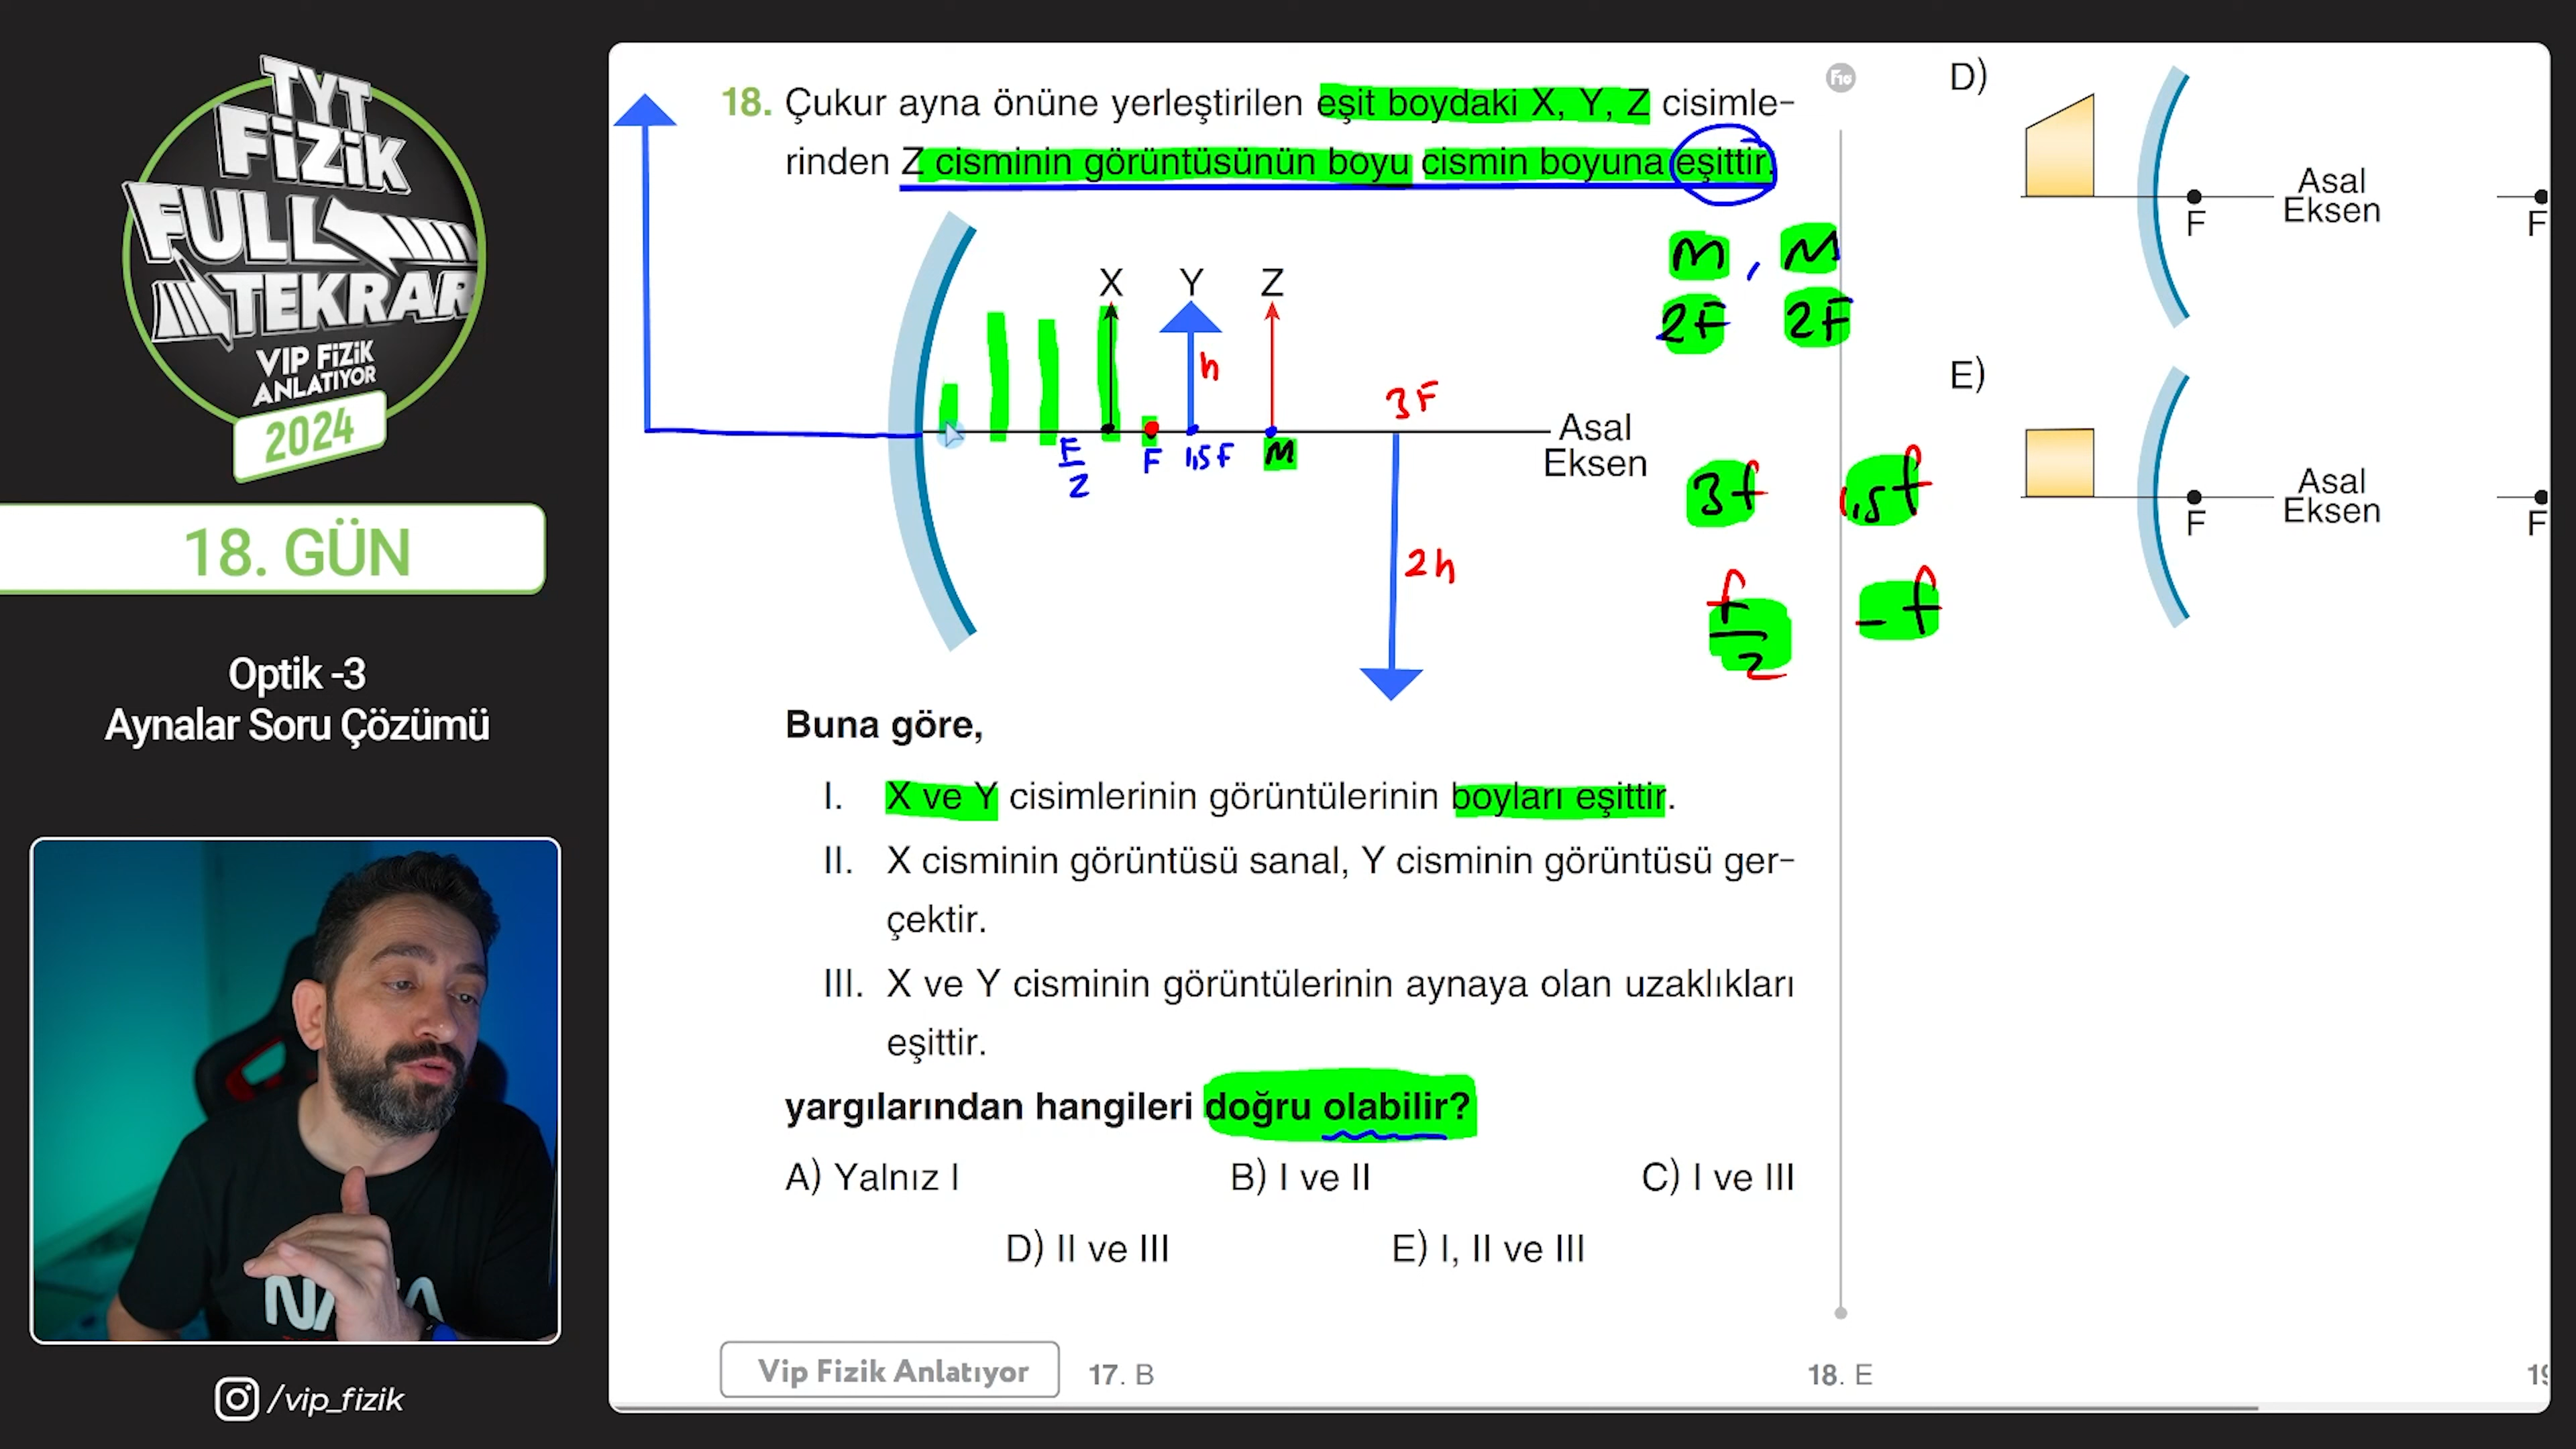 TYT
FİZİK
FULL
TEKRAR
VIP FİZİK
ANLATIYOR
2024
18. GÜN
Optik -3
Aynalar Soru Çözümü
/vip_fizik
18. Çukur ayna önüne yerleştirilen eşit boydaki X, Y, Z cisimle-
rinden Z cisminin görüntüsünün boyu cismin boyuna eşittir.
X Y Z
h
M , M
2F 2F
3F
Asal
Eksen
F/2 F 1,5F M
3f 1,5f
2h
f/2 -f
Buna göre,
I. X ve Y cisimlerinin görüntülerinin boyları eşittir.
II. X cisminin görüntüsü sanal, Y cisminin görüntüsü ger-
çektir.
III. X ve Y cisminin görüntülerinin aynaya olan uzaklıkları
eşittir.
yargılarından hangileri doğru olabilir?
A) Yalnız I B) I ve II C) I ve III
D) II ve III E) I, II ve III
Vip Fizik Anlatıyor 17. B 18. E
D)
Asal
Eksen
F
F
E)
Asal
Eksen
F
F